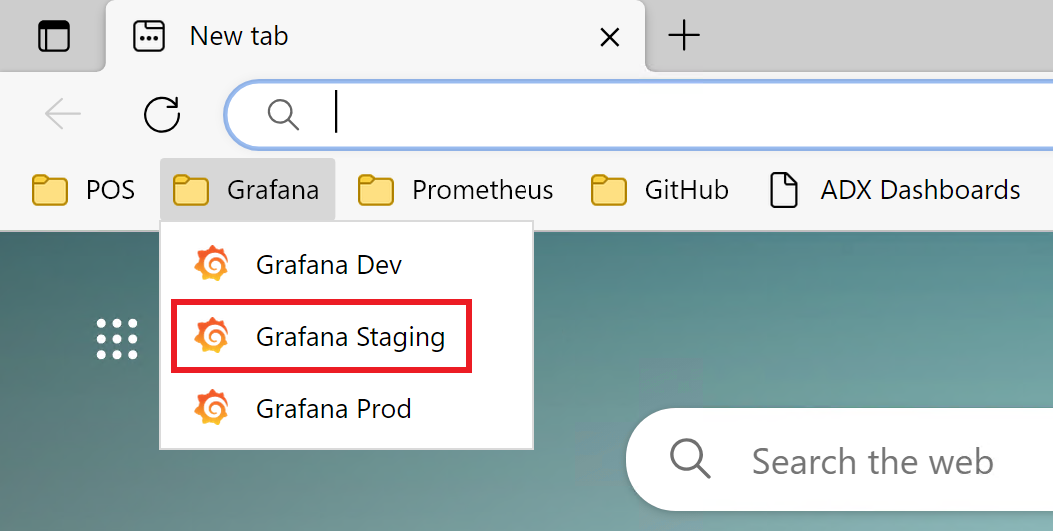 New tab
POS Grafana Prometheus GitHub ADX Dashboards
Grafana Dev
Grafana Staging
Grafana Prod
Search the web